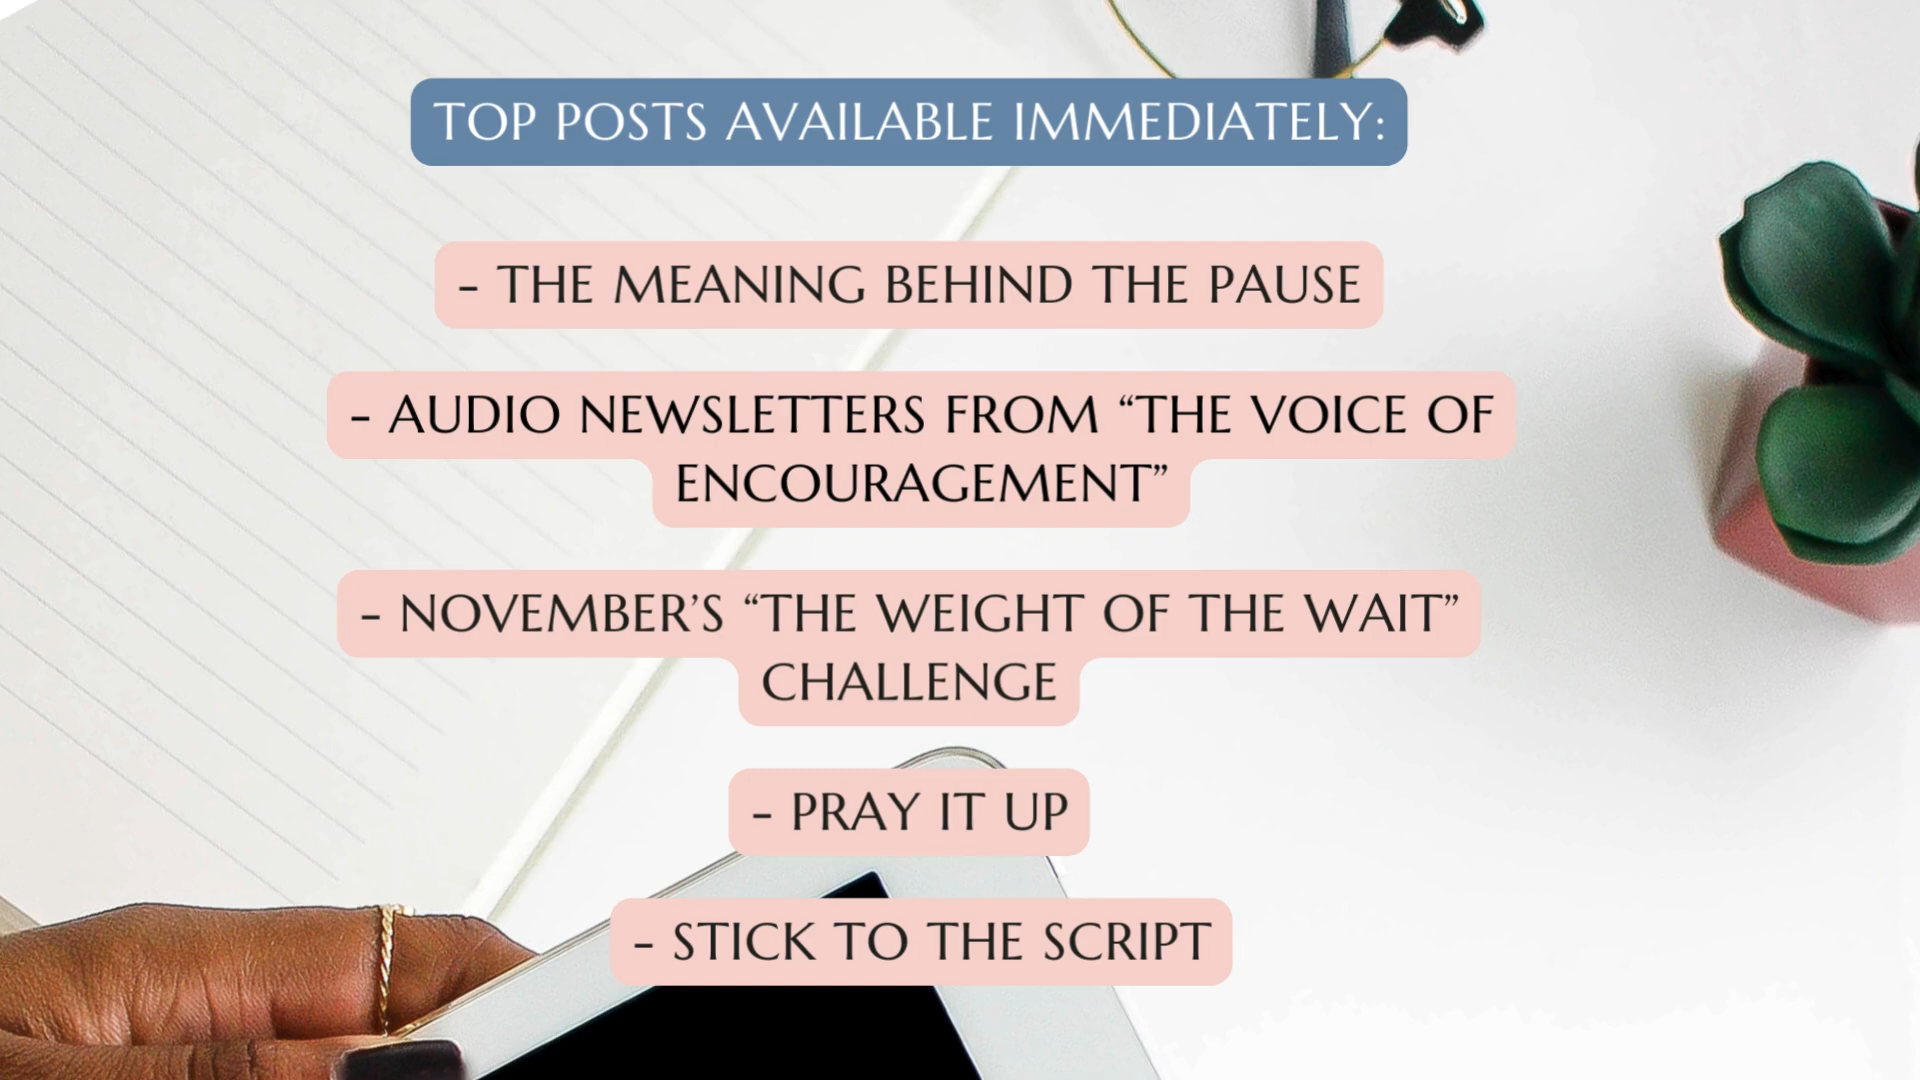 TOP POSTS AVAILABLE IMMEDIATELY:
- THE MEANING BEHIND THE PAUSE
- AUDIO NEWSLETTERS FROM “THE VOICE OF
ENCOURAGEMENT”
- NOVEMBER’S “THE WEIGHT OF THE WAIT”
CHALLENGE
- PRAY IT UP
- STICK TO THE SCRIPT